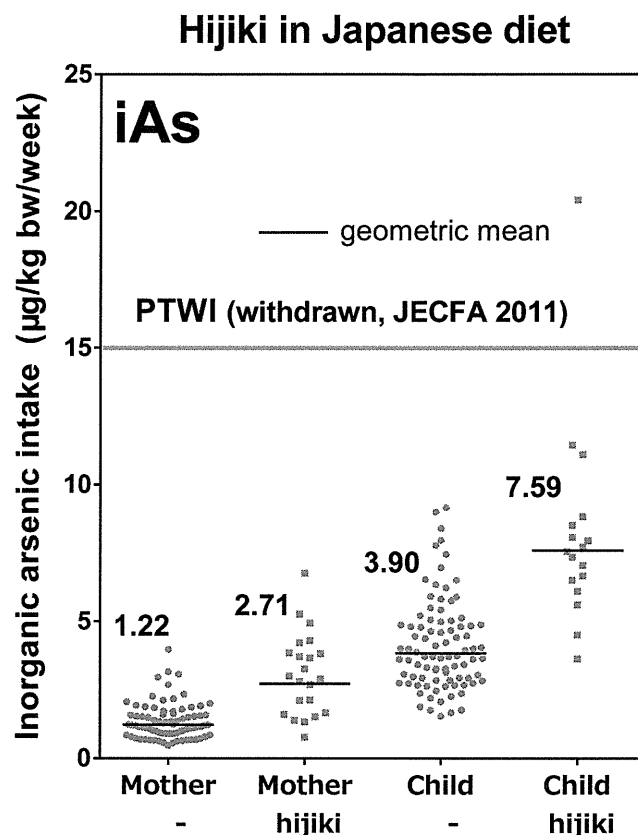 Hijiki in Japanese diet
Inorganic arsenic intake (µg/kg bw/week)
25
20
15
10
5
0
iAs
geometric mean
PTWI (withdrawn, JECFA 2011)
1.22
2.71
3.90
7.59
Mother Mother Child Child
- hijiki - hijiki